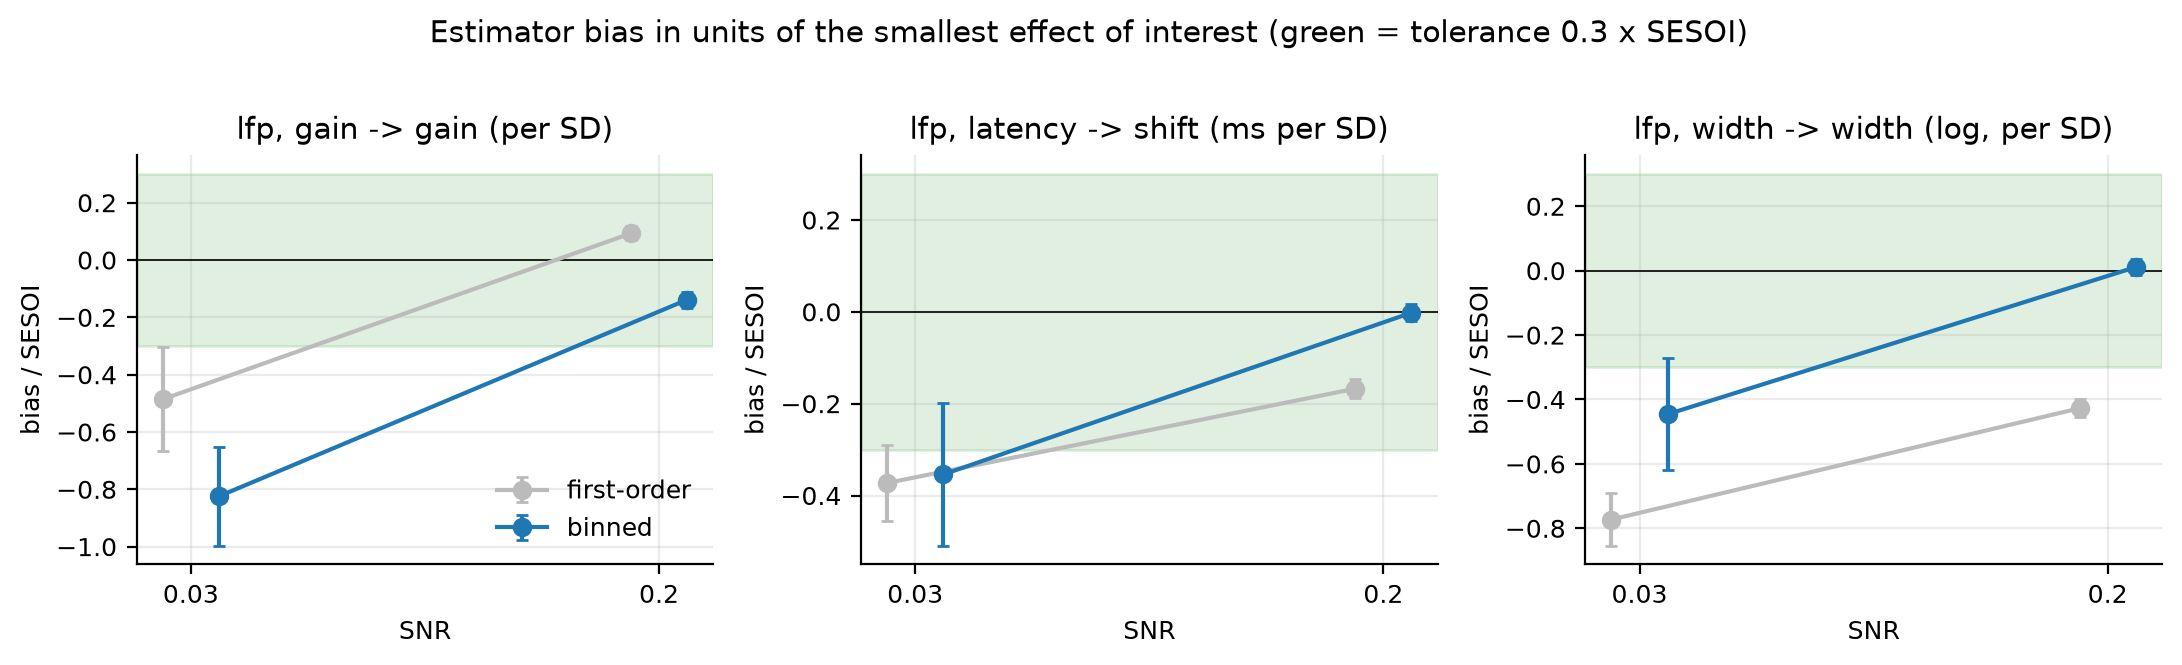 Estimator bias in units of the smallest effect of interest (green = tolerance 0.3 x SESOI)
lfp, gain -> gain (per SD)
bias / SESOI
0.2
0.0
−0.2
−0.4
−0.6
−0.8
−1.0
first-order
binned
0.03
0.2
SNR
lfp, latency -> shift (ms per SD)
bias / SESOI
0.2
0.0
−0.2
−0.4
0.03
0.2
SNR
lfp, width -> width (log, per SD)
bias / SESOI
0.2
0.0
−0.2
−0.4
−0.6
−0.8
0.03
0.2
SNR